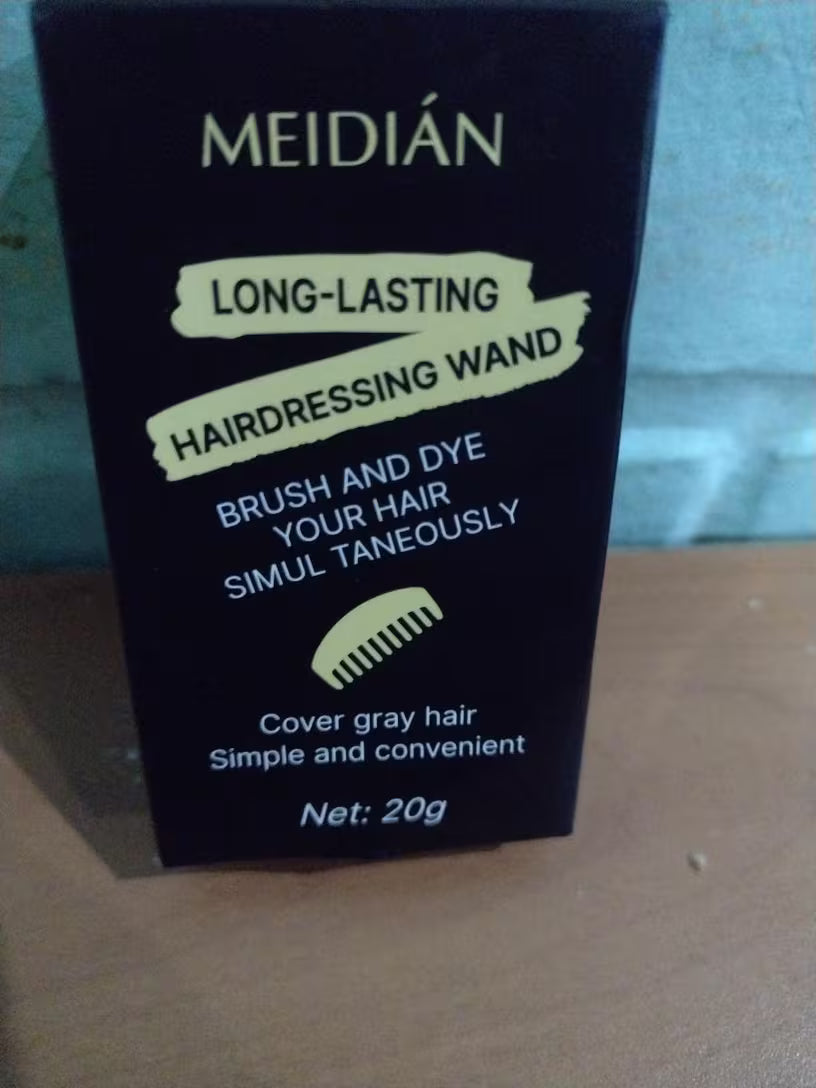 MEIDIÁN
LONG-LASTING
HAIRDRESSING WAND
BRUSH AND DYE
YOUR HAIR
SIMUL TANEOUSLY
Cover gray hair
Simple and convenient
Net: 20g